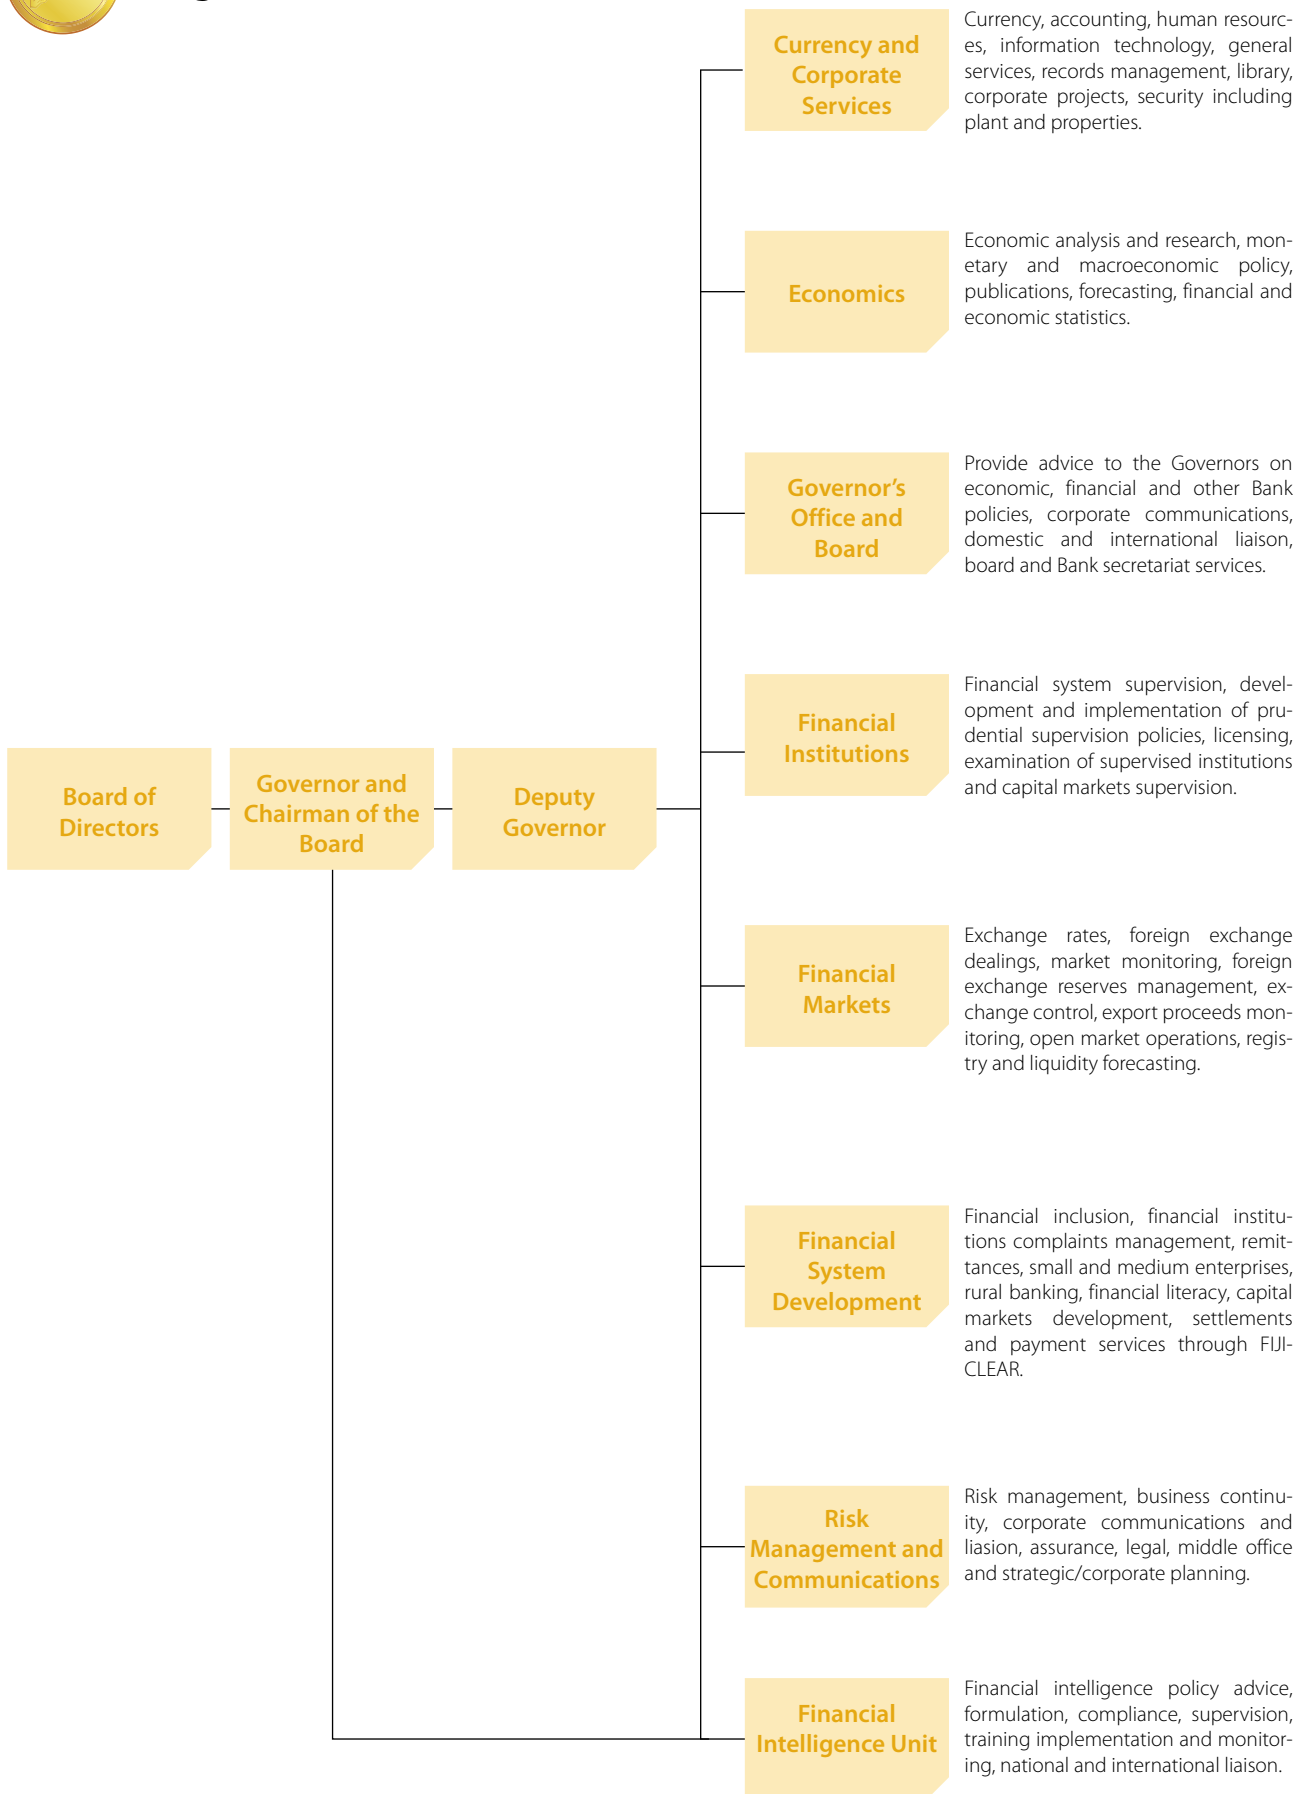 Currency and
Corporate
Services
Currency, accounting, human resourc-
es, information technology, general
services, records management, library,
corporate projects, security including
plant and properties.
Economics
Economic analysis and research, mon-
etary and macroeconomic policy,
publications, forecasting, financial and
economic statistics.
Governor’s
Office and
Board
Provide advice to the Governors on
economic, financial and other Bank
policies, corporate communications,
domestic and international liaison,
board and Bank secretariat services.
Financial
Institutions
Financial system supervision, devel-
opment and implementation of pru-
dential supervision policies, licensing,
examination of supervised institutions
and capital markets supervision.
Board of
Directors
Governor and
Chairman of the
Board
Deputy
Governor
Financial
Markets
Exchange rates, foreign exchange
dealings, market monitoring, foreign
exchange reserves management, ex-
change control, export proceeds mon-
itoring, open market operations, regis-
try and liquidity forecasting.
Financial
System
Development
Financial inclusion, financial institu-
tions complaints management, remit-
tances, small and medium enterprises,
rural banking, financial literacy, capital
markets development, settlements
and payment services through FIJI-
CLEAR.
Risk
Management and
Communications
Risk management, business continu-
ity, corporate communications and
liasion, assurance, legal, middle office
and strategic/corporate planning.
Financial
Intelligence Unit
Financial intelligence policy advice,
formulation, compliance, supervision,
training implementation and monitor-
ing, national and international liaison.